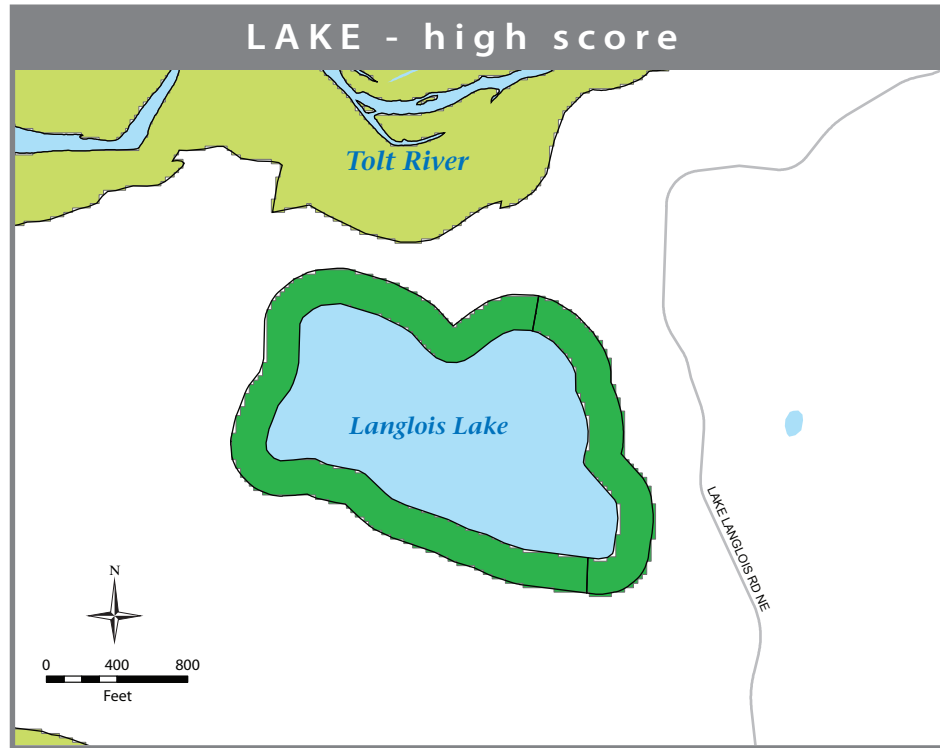 LAKE - high score
Tolt River
Langlois Lake
LAKE LANGLOIS RD NE
N
0 400 800
Feet